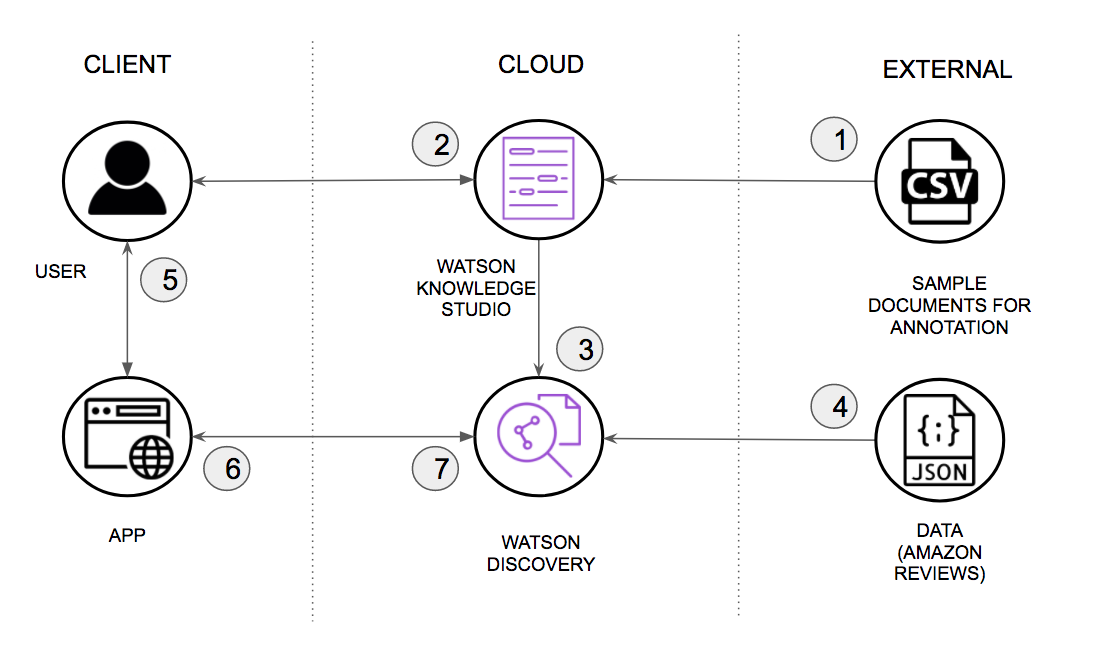 CLIENT
CLOUD
EXTERNAL
1
2
CSV
USER
5
WATSON
KNOWLEDGE
STUDIO
SAMPLE
DOCUMENTS FOR
ANNOTATION
3
4
{;}
JSON
6
7
APP
WATSON
DISCOVERY
DATA
(AMAZON
REVIEWS)